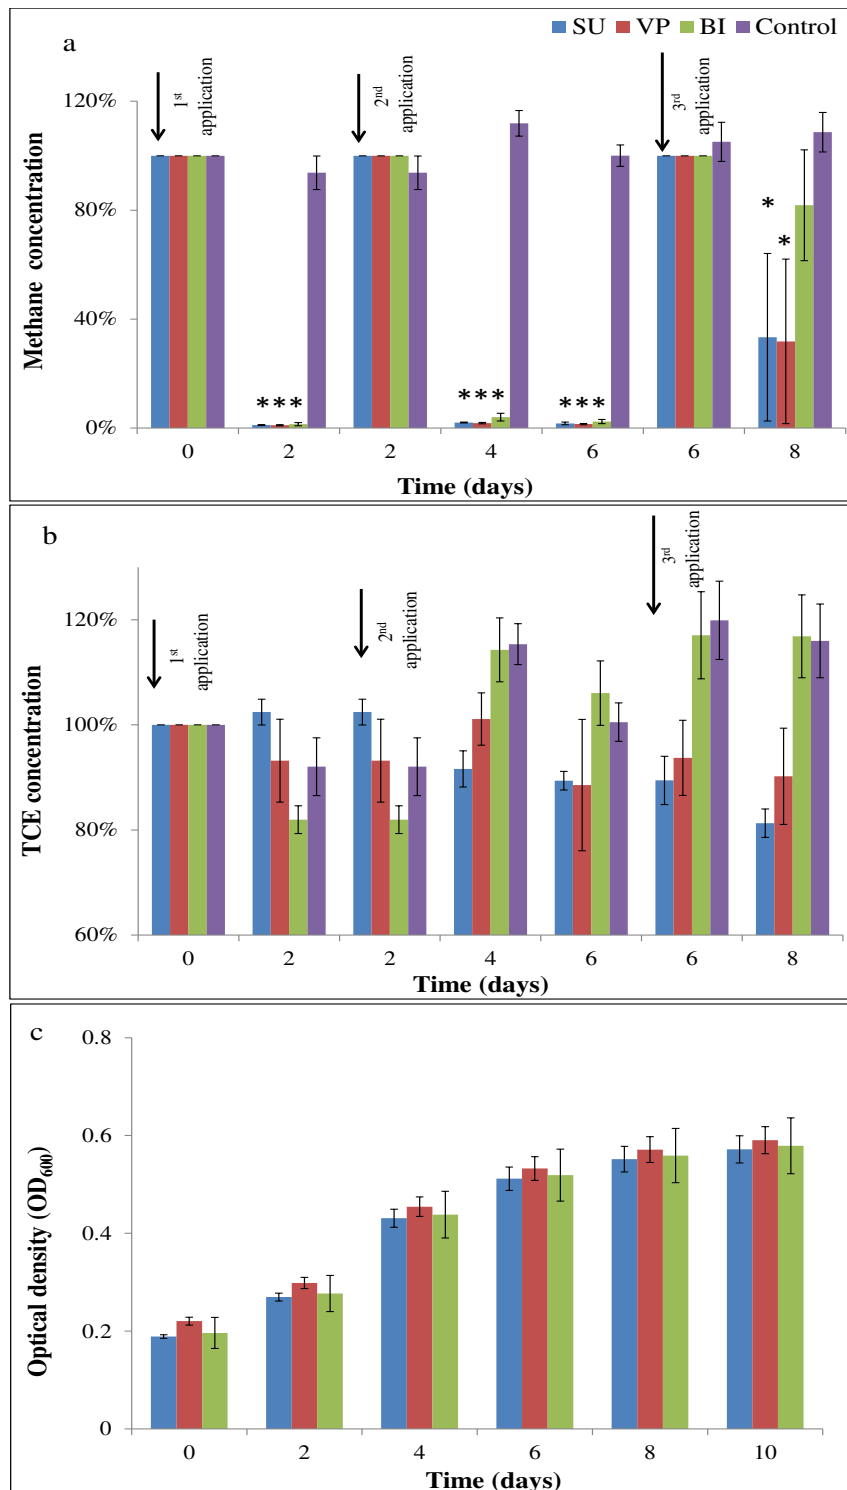 a
SU VP BI Control
1st application
2nd application
3rd application
120%
80%
40%
0%
Methane concentration
* * *
* * *
* * *
*
*
0 2 2 4 6 6 8
Time (days)
b
1st application
2nd application
3rd application
120%
100%
80%
60%
TCE concentration
0 2 2 4 6 6 8
Time (days)
c
0.8
0.6
0.4
0.2
0
Optical density (OD600)
0 2 4 6 8 10
Time (days)